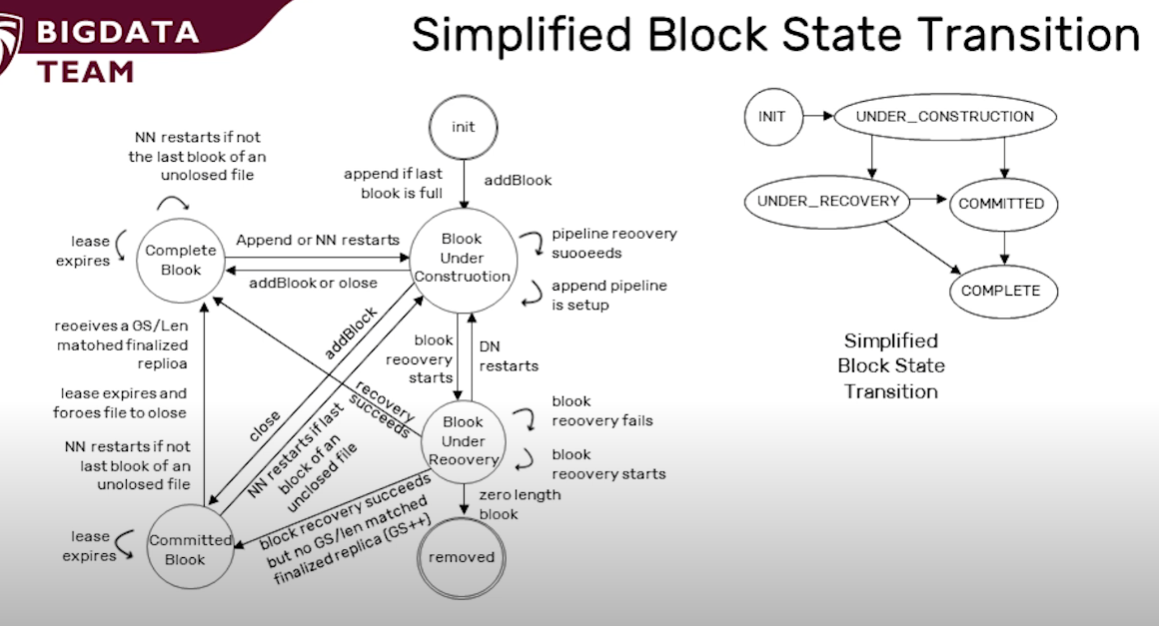 BIGDATA
TEAM
Simplified Block State Transition
init
append if last
blook is full
addBlook
NN restarts if not
the last blook of an
unolosed file
lease
expires
Complete
Blook
Append or NN restarts
addBlook or olose
Blook
Under
Construotion
pipeline reoovery
suooeeds
append pipeline
is setup
reoeives a GS/Len
matohed finalized
replioa
lease expires and
foroes file to olose
NN restarts if not
last blook of an
unolosed file
addBlock
close
NN restarts if last
block of an
unclosed file
recovery
succeeds
blook
reoovery
starts
DN
restarts
Blook
Under
Reoovery
blook
reoovery fails
blook
reoovery starts
zero length
blook
removed
block recovery succeeds
but no GS/len matched
finalized replica (GS++)
lease
expires
Committed
Blook
INIT
UNDER_CONSTRUCTION
UNDER_RECOVERY
COMMITTED
COMPLETE
Simplified
Block State
Transition